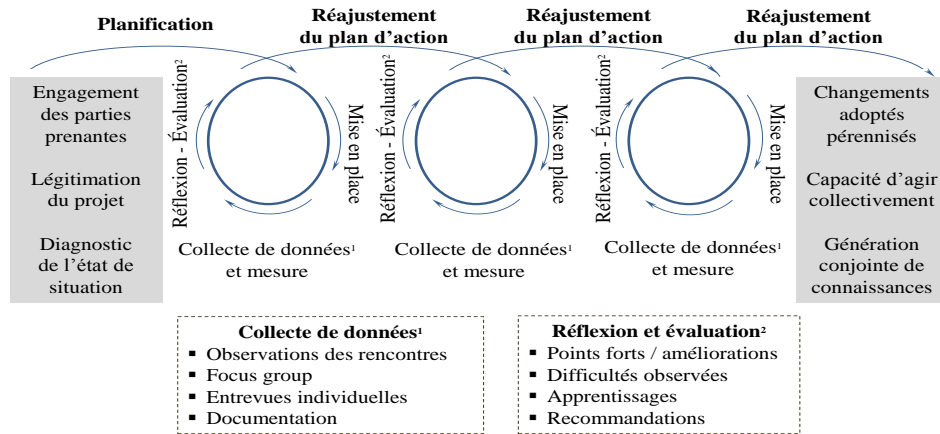 Planification
Réajustement
du plan d'action
Réajustement
du plan d'action
Réajustement
du plan d'action
Engagement
des parties
prenantes
Légitimation
du projet
Diagnostic
de l'état de
situation
Réflexion - Évaluation²
Mise en place
Collecte de données¹
et mesure
Réflexion - Évaluation²
Mise en place
Collecte de données¹
et mesure
Réflexion - Évaluation²
Mise en place
Collecte de données¹
et mesure
Changements
adoptés
pérennisés
Capacité d'agir
collectivement
Génération
conjointe de
connaissances
Collecte de données¹
▪ Observations des rencontres
▪ Focus group
▪ Entrevues individuelles
▪ Documentation
Réflexion et évaluation²
▪ Points forts / améliorations
▪ Difficultés observées
▪ Apprentissages
▪ Recommandations